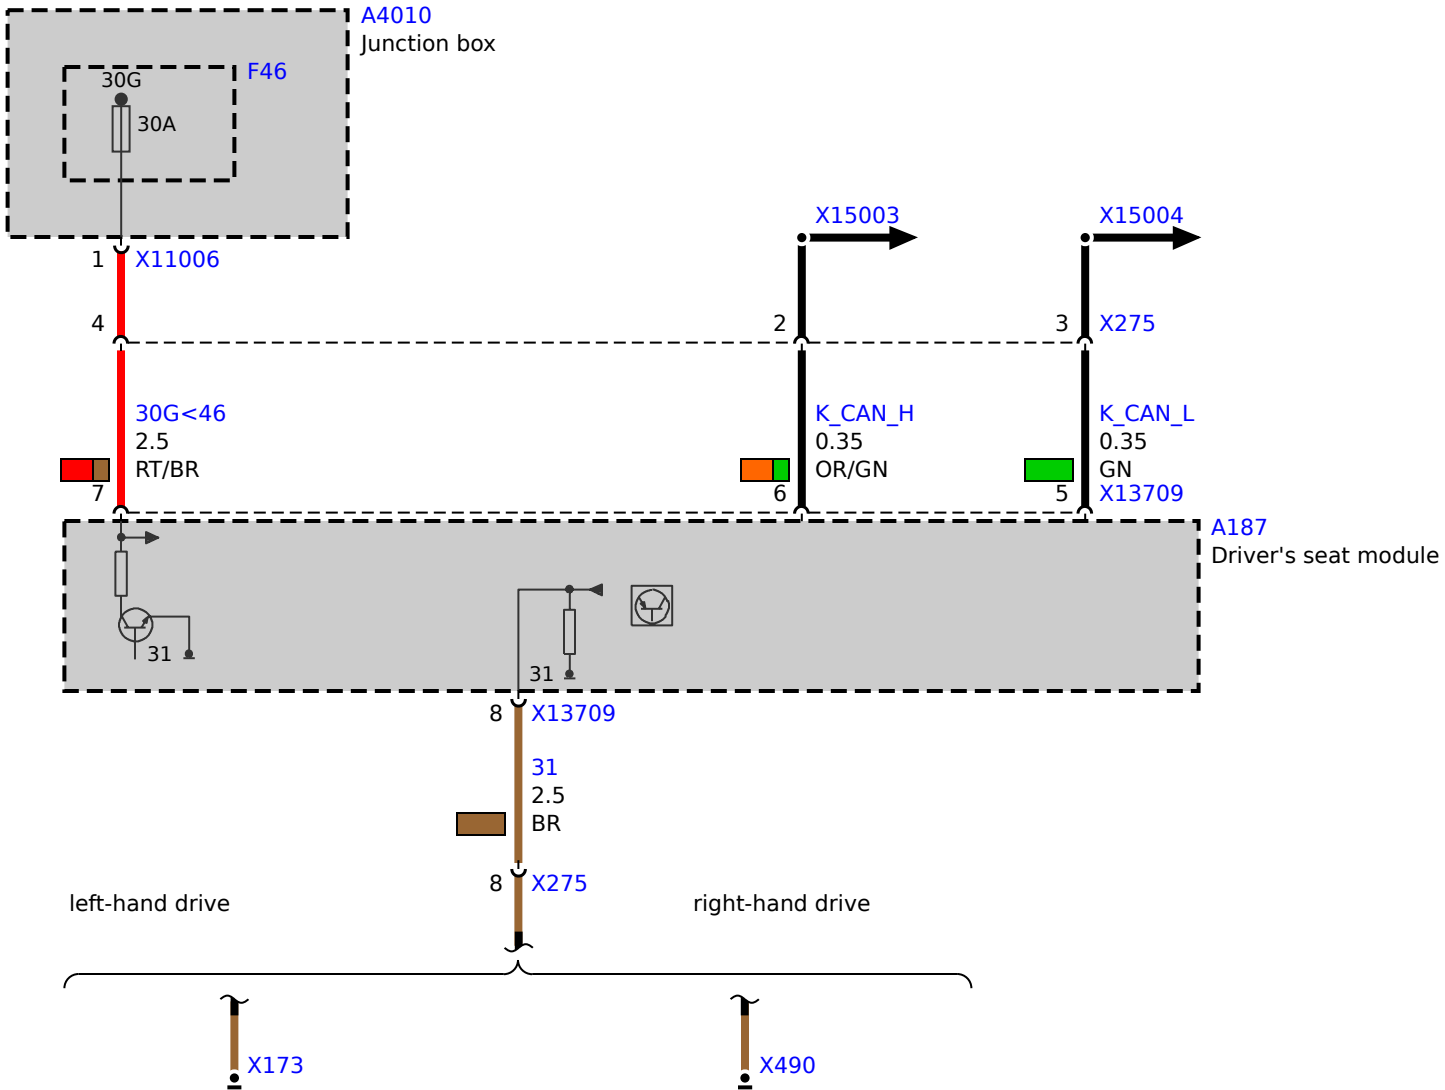 A4010
Junction box
F46
30G
30A
X15003
X15004
1
X11006
4
2
3
X275
30G<46
2.5
RT/BR
7
K_CAN_H
0.35
OR/GN
6
K_CAN_L
0.35
GN
5
X13709
A187
Driver's seat module
31
31
8
X13709
31
2.5
BR
8
X275
left-hand drive
right-hand drive
X173
X490